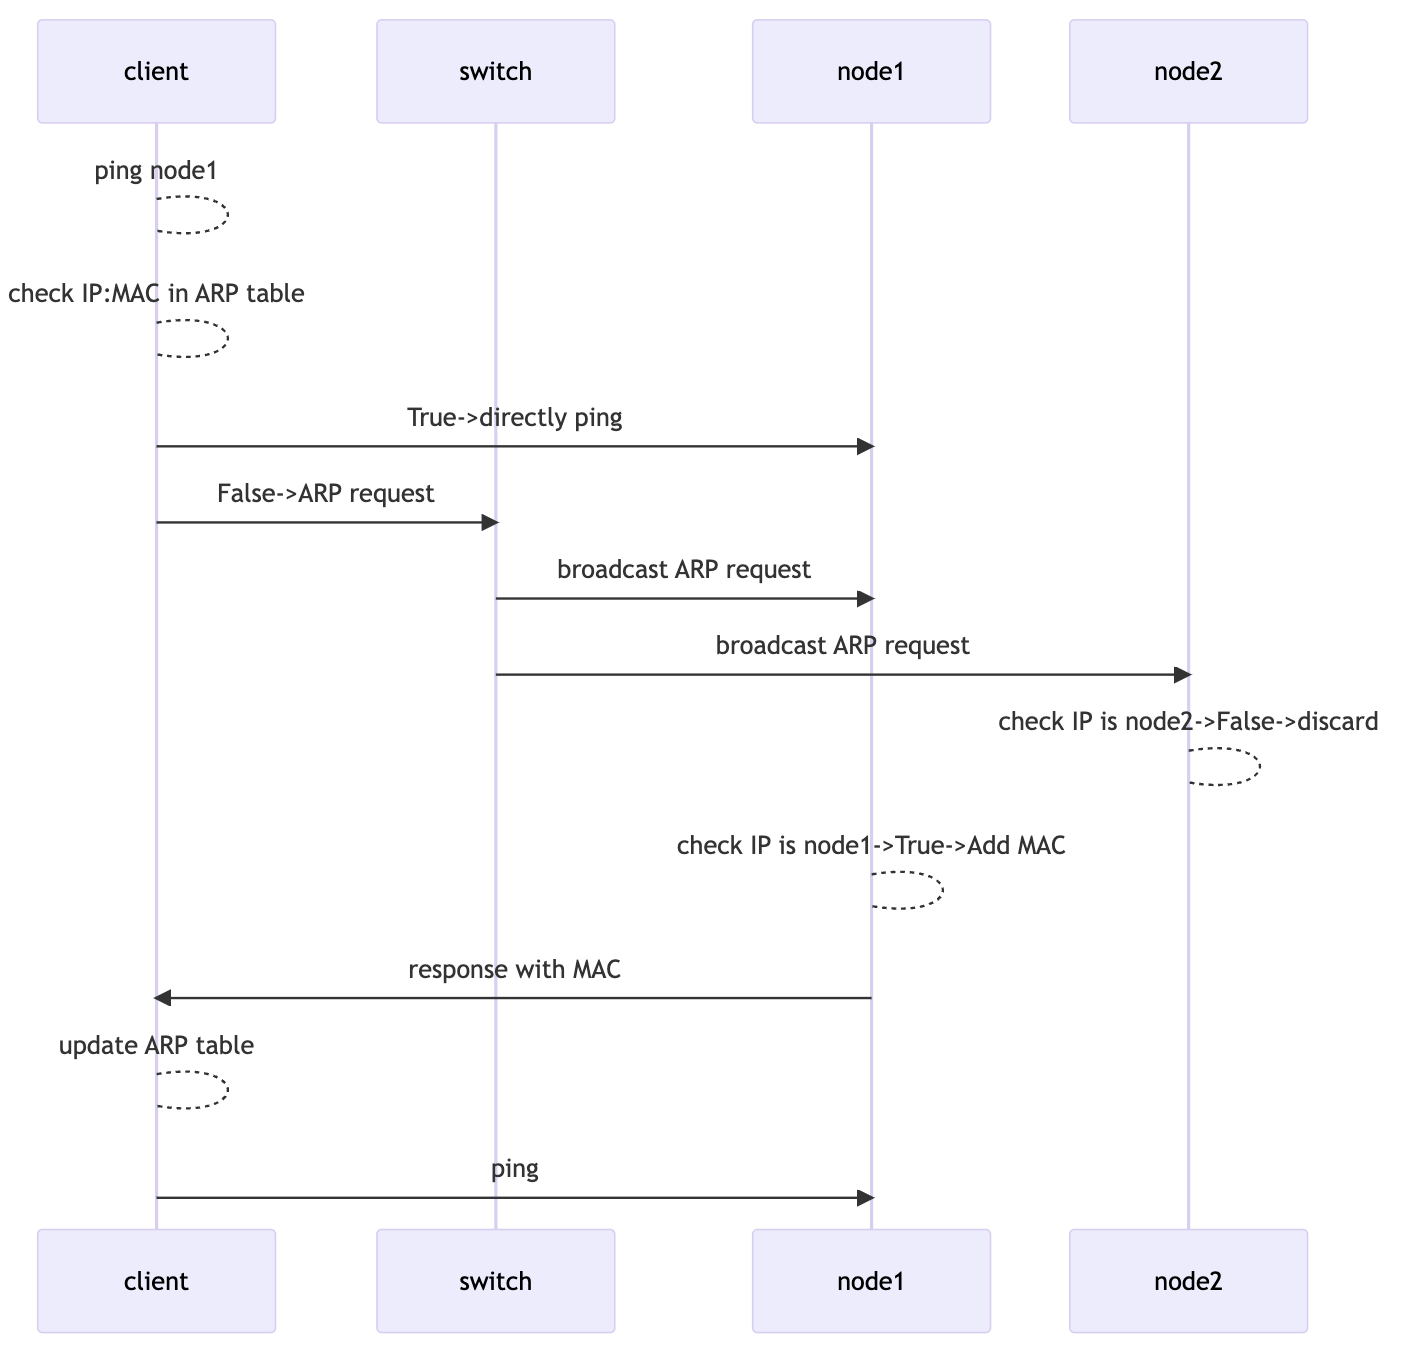 client
switch
node1
node2
ping node1
check IP:MAC in ARP table
True->directly ping
False->ARP request
broadcast ARP request
broadcast ARP request
check IP is node2->False->discard
check IP is node1->True->Add MAC
response with MAC
update ARP table
ping
client
switch
node1
node2